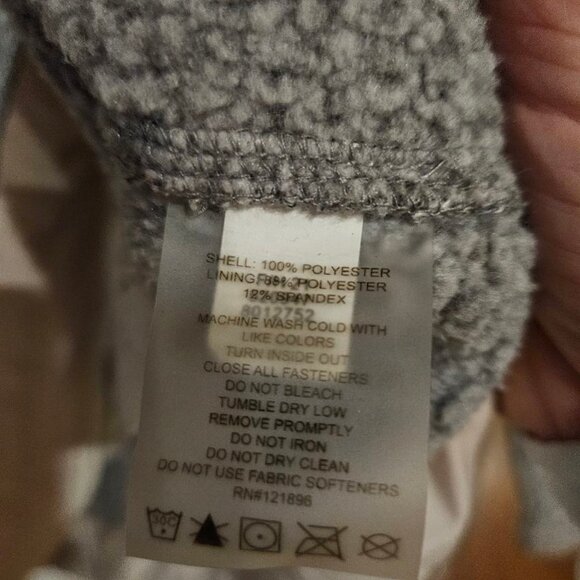 SHELL: 100% POLYESTER
LINING: POLYESTER
12% SPANDEX
8012752
MACHINE WASH COLD WITH
LIKE COLORS
TURN INSIDE OUT
CLOSE ALL FASTENERS
DO NOT BLEACH
TUMBLE DRY LOW
REMOVE PROMPTLY
DO NOT IRON
DO NOT DRY CLEAN
DO NOT USE FABRIC SOFTENERS
RN#121896
30C